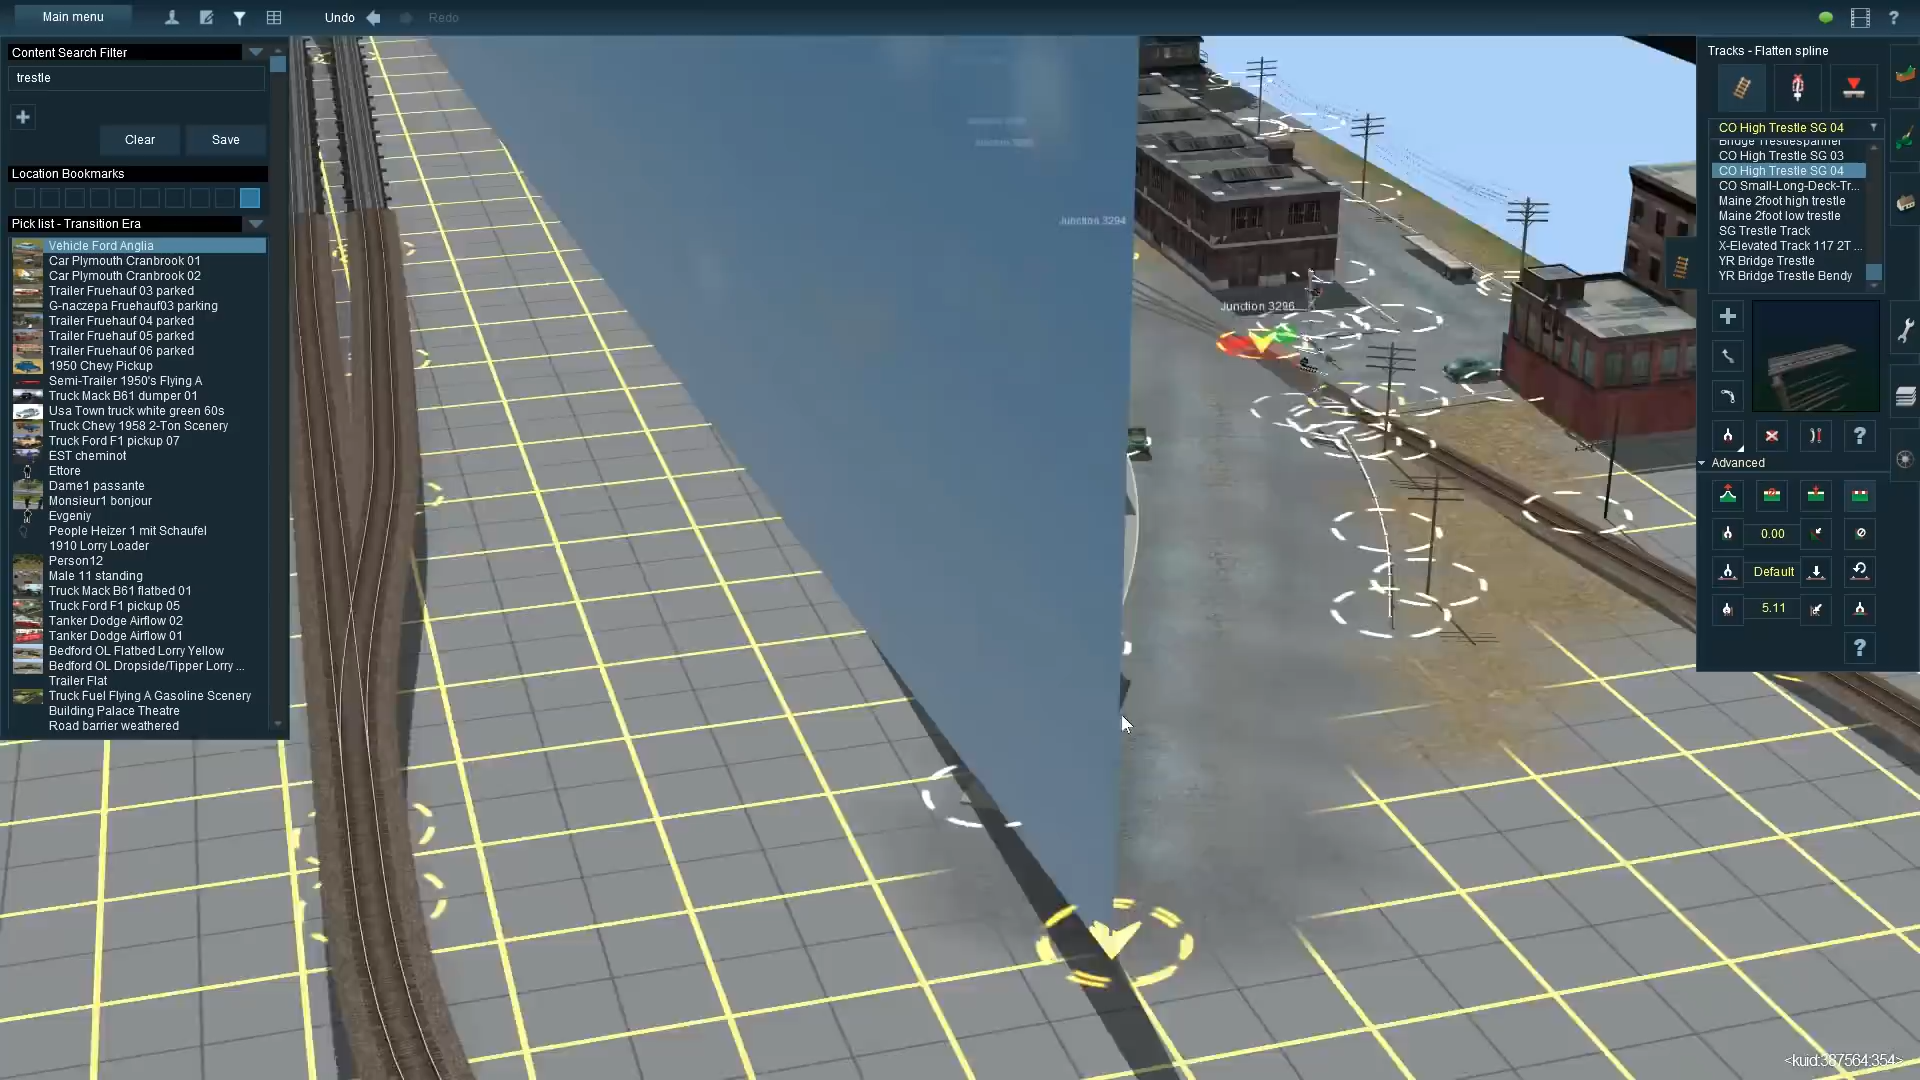 Main menu
Undo
Redo
Content Search Filter
trestle
Clear
Save
Location Bookmarks
Pick list - Transition Era
Vehicle Ford Anglia
Car Plymouth Cranbrook 01
Car Plymouth Cranbrook 02
Trailer Fruehauf 03 parked
G-naczepa Fruehauf03 parking
Trailer Fruehauf 04 parked
Trailer Fruehauf 05 parked
Trailer Fruehauf 06 parked
1950 Chevy Pickup
Semi-Trailer 1950's Flying A
Truck Mack B61 dumper 01
Usa Town truck white green 60s
Truck Chevy 1958 2-Ton Scenery
Truck Ford F1 pickup 07
EST cheminot
Ettore
Dame1 passante
Monsieur1 bonjour
Evgeniy
People Heizer 1 mit Schaufel
1910 Lorry Loader
Person12
Male 11 standing
Truck Mack B61 flatbed 01
Truck Ford F1 pickup 05
Tanker Dodge Airflow 02
Tanker Dodge Airflow 01
Bedford OL Flatbed Lorry Yellow
Bedford OL Dropside/Tipper Lorry ...
Trailer Flat
Truck Fuel Flying A Gasoline Scenery
Building Palace Theatre
Road barrier weathered
Junction 3294
Junction 3296
Tracks - Flatten spline
CO High Trestle SG 04
Bridge Trestlespanner
CO High Trestle SG 03
CO High Trestle SG 04
CO Small-Long-Deck-Tr...
Maine 2foot high trestle
Maine 2foot low trestle
SG Trestle Track
X-Elevated Track 117 2T ...
YR Bridge Trestle
YR Bridge Trestle Bendy
?
Advanced
0.00
Default
5.11
?
<kuid:387564:354>